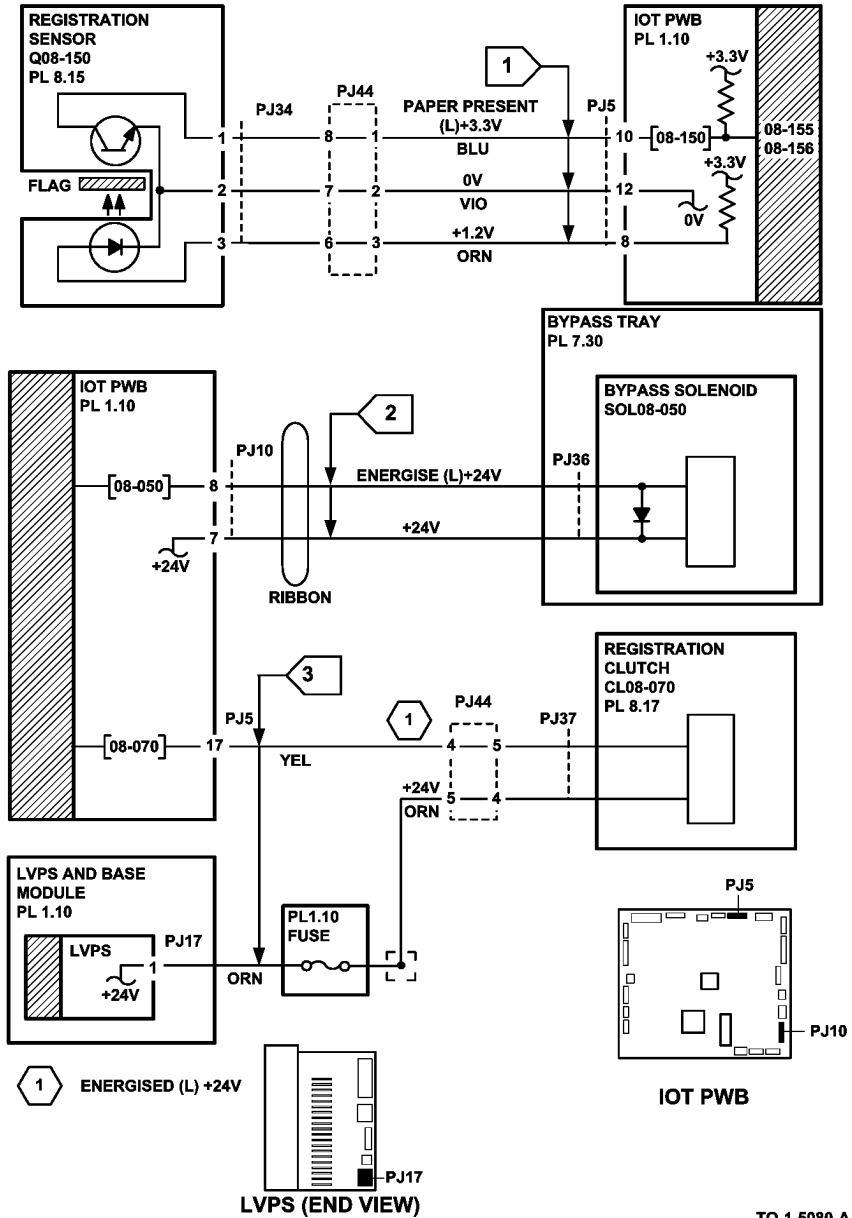 REGISTRATION
SENSOR
Q08-150
PL 8.15
FLAG
1
2
3
PJ34
PJ44
8 1
7 2
6 3
1
PAPER PRESENT
(L)+3.3V
BLU
0V
VIO
+1.2V
ORN
PJ5
10
12
8
IOT PWB
PL 1.10
+3.3V
[08-150]
08-155
08-156
+3.3V
0V
IOT PWB
PL 1.10
[08-050]
8
7
+24V
PJ10
RIBBON
2
ENERGISE (L)+24V
+24V
BYPASS TRAY
PL 7.30
BYPASS SOLENOID
SOL08-050
PJ36
[08-070]
17
PJ5
3
YEL
1
PJ44
4 5
+24V
ORN
5 4
PJ37
REGISTRATION
CLUTCH
CL08-070
PL 8.17
LVPS AND BASE
MODULE
PL 1.10
LVPS
+24V
1
PJ17
ORN
PL1.10
FUSE
PJ5
PJ10
IOT PWB
1 ENERGISED (L) +24V
PJ17
LVPS (END VIEW)